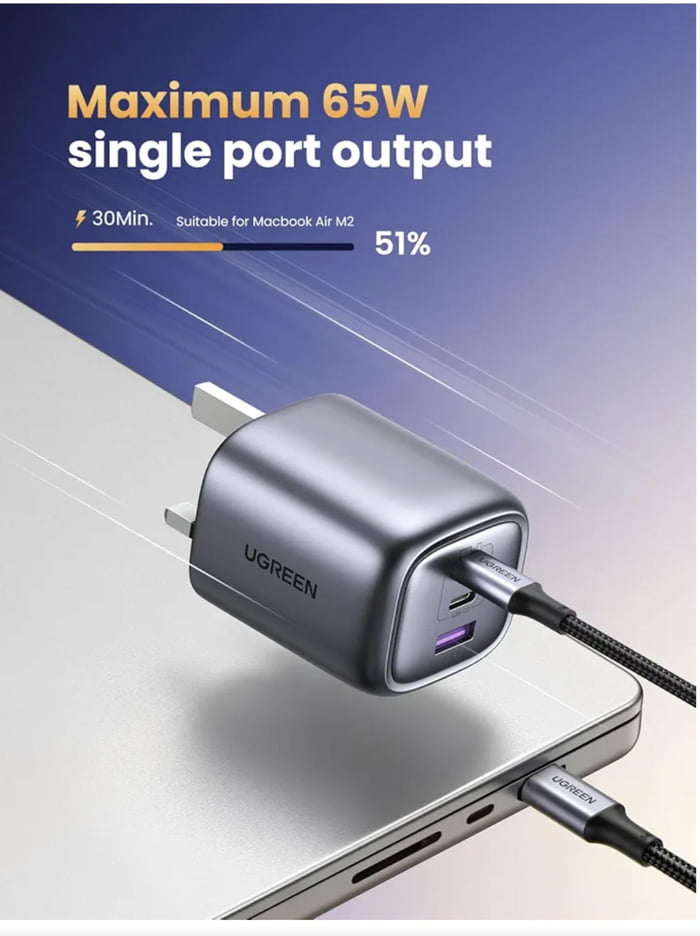 Maximum 65W
single port output
30Min. Suitable for Macbook Air M2
51%
UGREEN
UGREEN
UGREEN